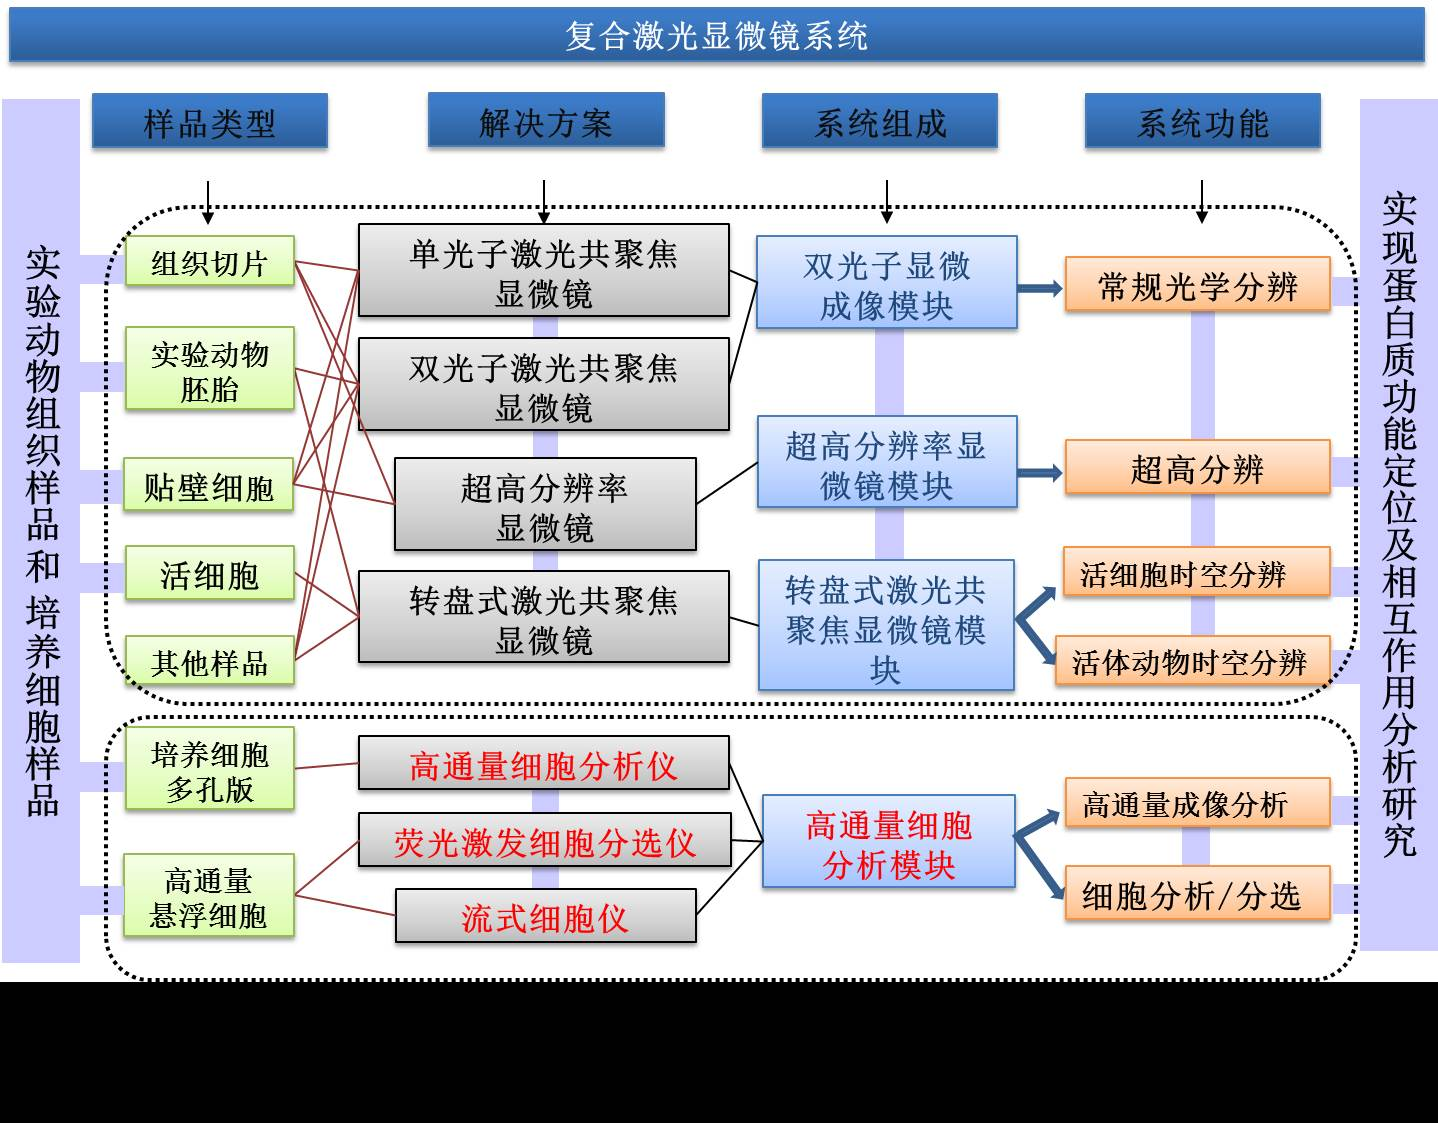 复合激光显微镜系统
样品类型
解决方案
系统组成
系统功能
实验动物组织样品 和 培养细胞样品
组织切片
实验动物
胚胎
贴壁细胞
活细胞
其他样品
培养细胞
多孔版
高通量
悬浮细胞
单光子激光共聚焦
显微镜
双光子激光共聚焦
显微镜
超高分辨率
显微镜
转盘式激光共聚焦
显微镜
高通量细胞分析仪
荧光激发细胞分选仪
流式细胞仪
双光子显微
成像模块
超高分辨率显
微镜模块
转盘式激光共
聚焦显微镜模
块
高通量细胞
分析模块
常规光学分辨
超高分辨
活细胞时空分辨
活体动物时空分辨
高通量成像分析
细胞分析/分选
实现蛋白质功能定位及相互作用分析研究